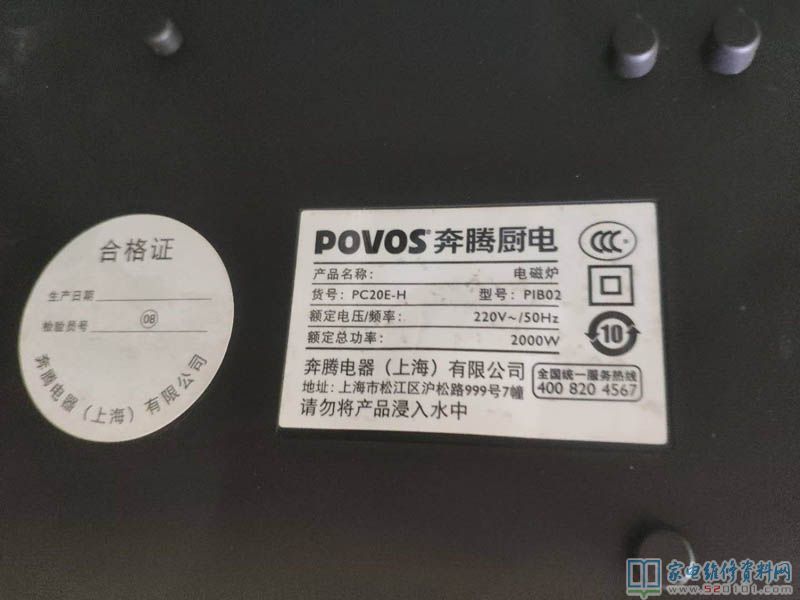 合格证
生产日期
检验员号 08
奔腾电器（上海）有限公司
POVOS® 奔腾厨电
产品名称： 电磁炉
货号：PC20E-H 型号：PIB02
额定电压/频率： 220V~/50Hz
额定总功率： 2000W
奔腾电器（上海）有限公司
地址：上海市松江区沪松路999号7幢
请勿将产品浸入水中
CCC
10
全国统一服务热线
400 820 4567
家电维修资料网
www.520101.com